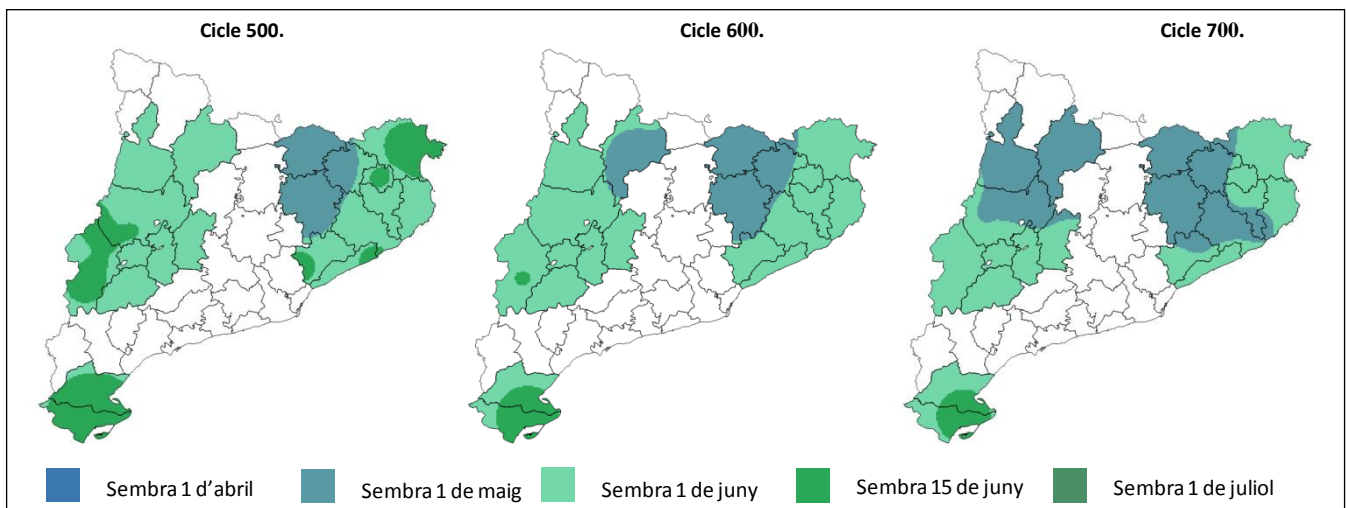 Cicle 500.
Cicle 600.
Cicle 700.
Sembra 1 d’abril
Sembra 1 de maig
Sembra 1 de juny
Sembra 15 de juny
Sembra 1 de juliol